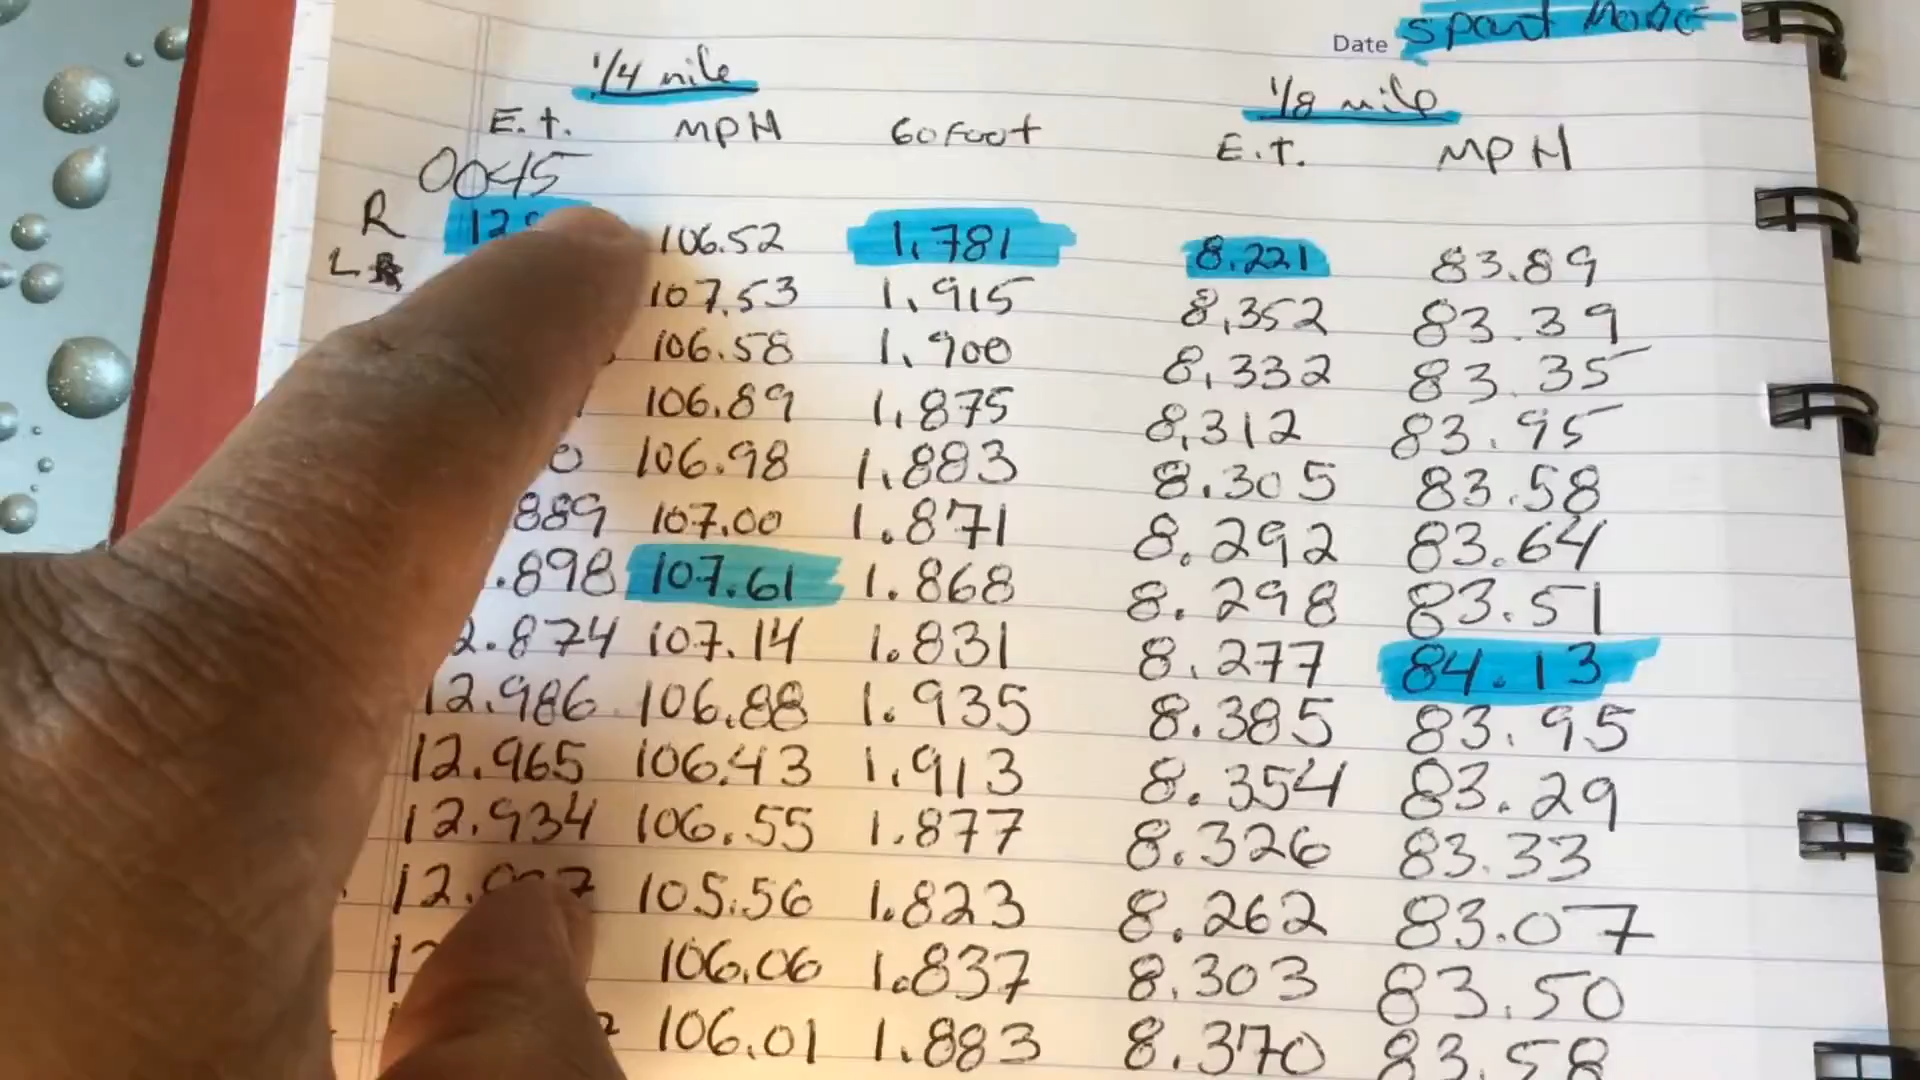 Date Sport Mode
1/4 mile 1/8 mile
E.t. MPH 60 Foot E.T. MPH
0045
R 106.52 1.781 8.221 83.89
L 107.53 1.915 8.352 83.39
106.58 1.900 8.332 83.35
106.89 1.875 8.312 83.95
106.98 1.883 8.305 83.58
889 107.00 1.871 8.292 83.64
.898 107.61 1.868 8.298 83.51
2.874 107.14 1.831 8.277 84.13
12.986 106.88 1.935 8.385 83.95
12.965 106.43 1.913 8.354 83.29
12.934 106.55 1.877 8.326 83.33
105.56 1.823 8.262 83.07
106.06 1.837 8.303 83.50
106.01 1.883 8.370 83.58